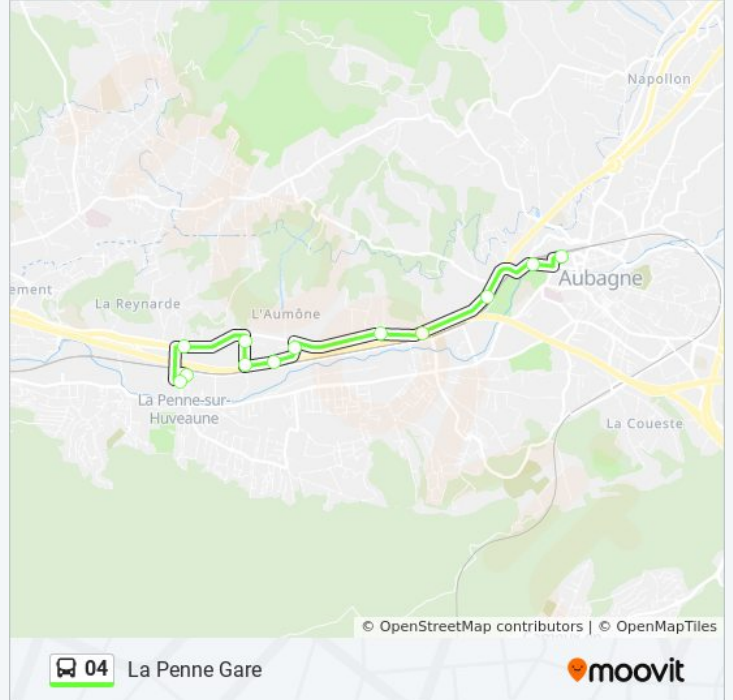 Napollon
Aubagne
ement
La Reynarde
L'Aumône
La Penne-sur-
Huveaune
La Coueste
© OpenStreetMap contributors | © OpenMapTiles
04 La Penne Gare
moovit